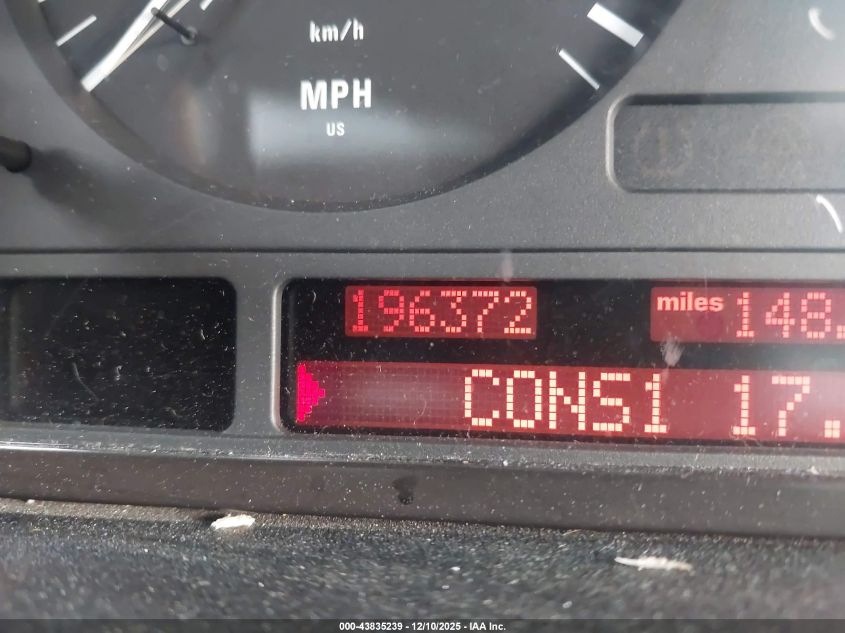 km/h
MPH
US
196372 miles 148.
CONS1 17.
000-43835239 - 12/10/2025 - IAA Inc.